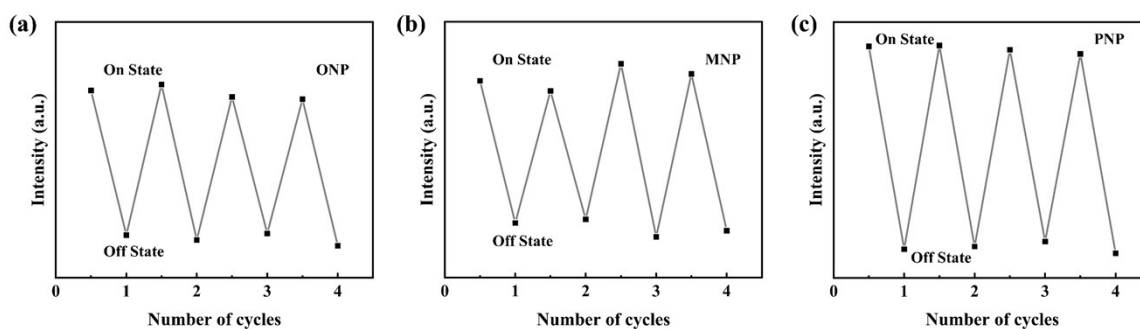 (a)
On State
ONP
Intensity (a.u.)
Off State
0 1 2 3 4
Number of cycles
(b)
On State
MNP
Intensity (a.u.)
Off State
0 1 2 3 4
Number of cycles
(c)
On State
PNP
Intensity (a.u.)
Off State
0 1 2 3 4
Number of cycles